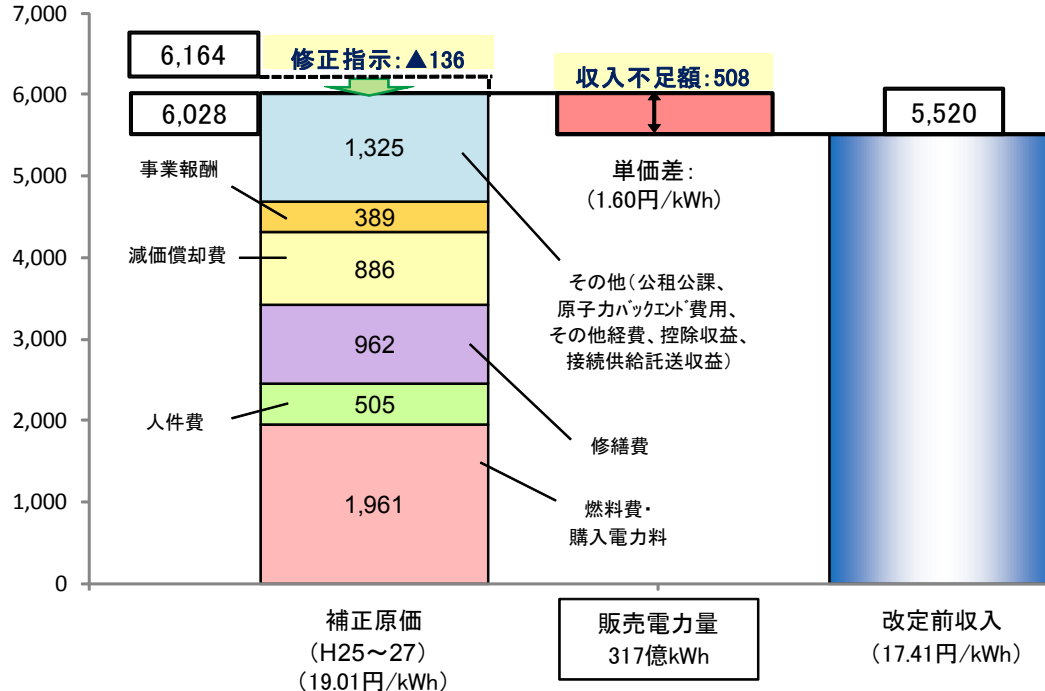 7,000
6,000
5,000
4,000
3,000
2,000
1,000
0
6,164
修正指示:▲136
6,028
1,325
389
886
962
505
1,961
事業報酬
減価償却費
人件費
収入不足額:508
単価差:
(1.60円/kWh)
その他(公租公課、
原子力バックエンド費用、
その他経費、控除収益、
接続供給託送収益)
修繕費
燃料費・
購入電力料
5,520
補正原価
(H25～27)
(19.01円/kWh)
販売電力量
317億kWh
改定前収入
(17.41円/kWh)